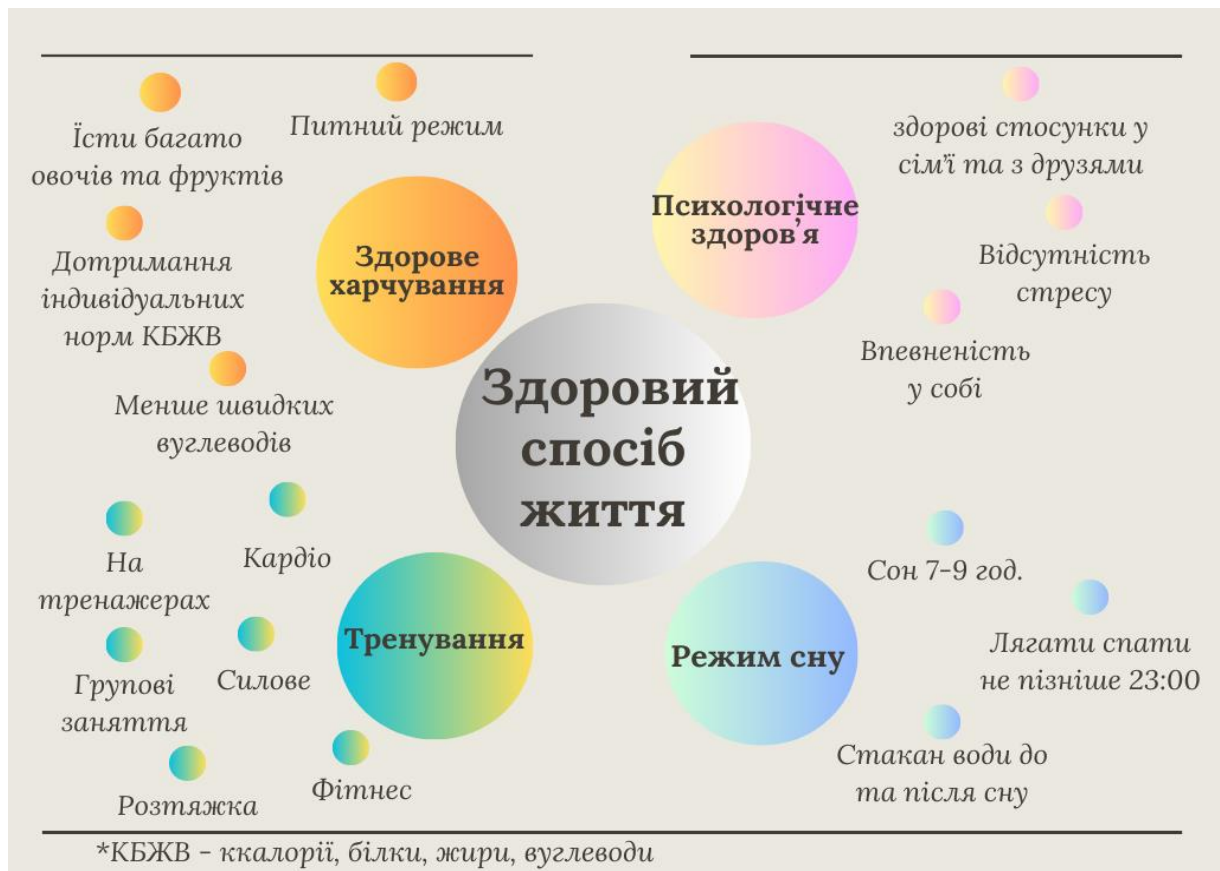 Їсти багато
овочів та фруктів
Питний режим
Дотримання
індивідуальних
норм КБЖВ
Менше швидких
вуглеводів
Здорове
харчування
Психологічне
здоров'я
здорові стосунки у
сім'ї та з друзями
Відсутність
стресу
Впевненість
у собі
Здоровий
спосіб
життя
На
тренажерах
Кардіо
Групові
заняття
Силове
Розтяжка
Фітнес
Тренування
Режим сну
Сон 7-9 год.
Лягати спати
не пізніше 23:00
Стакан води до
та після сну
*КБЖВ - ккалорії, білки, жири, вуглеводи